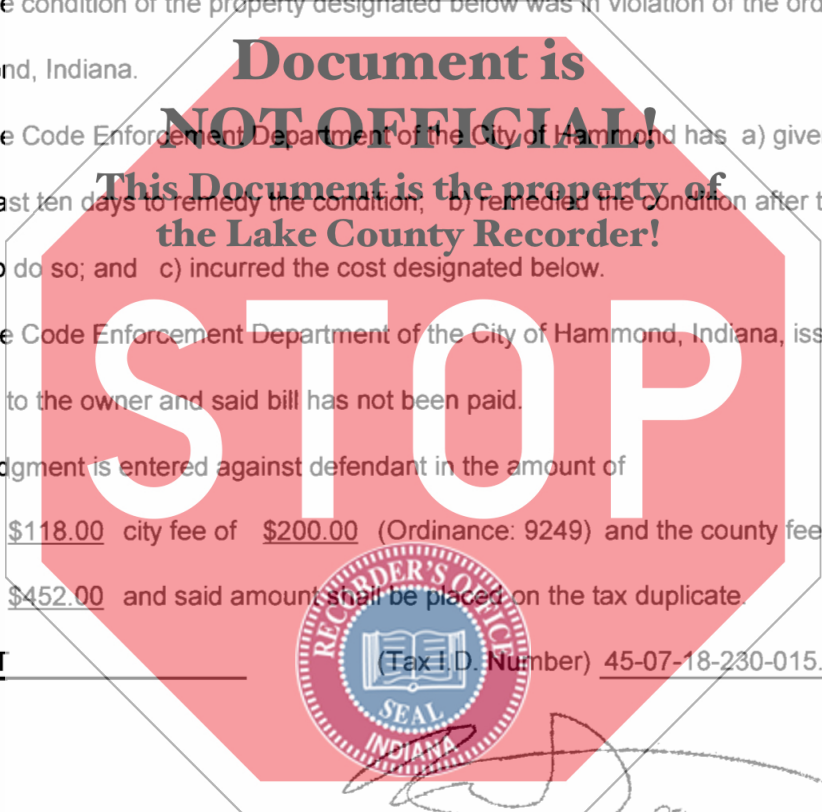 e condition of the property designated below was in violation of the ord
nd, Indiana.
Document is
NOT OFFICIAL!
e Code Enforcement Department of the City of Hammond has a) give
This Document is the property of
the Lake County Recorder!
ast ten days to remedy the condition; b) remedied the condition after t
o do so; and c) incurred the cost designated below.
STOP
e Code Enforcement Department of the City of Hammond, Indiana, iss
to the owner and said bill has not been paid.
dgment is entered against defendant in the amount of
$118.00 city fee of $200.00 (Ordinance: 9249) and the county fee
$452.00 and said amount shall be placed on the tax duplicate.
T (Tax I.D. Number) 45-07-18-230-015.
RECORDER'S OFFICE
SEAL
INDIANA